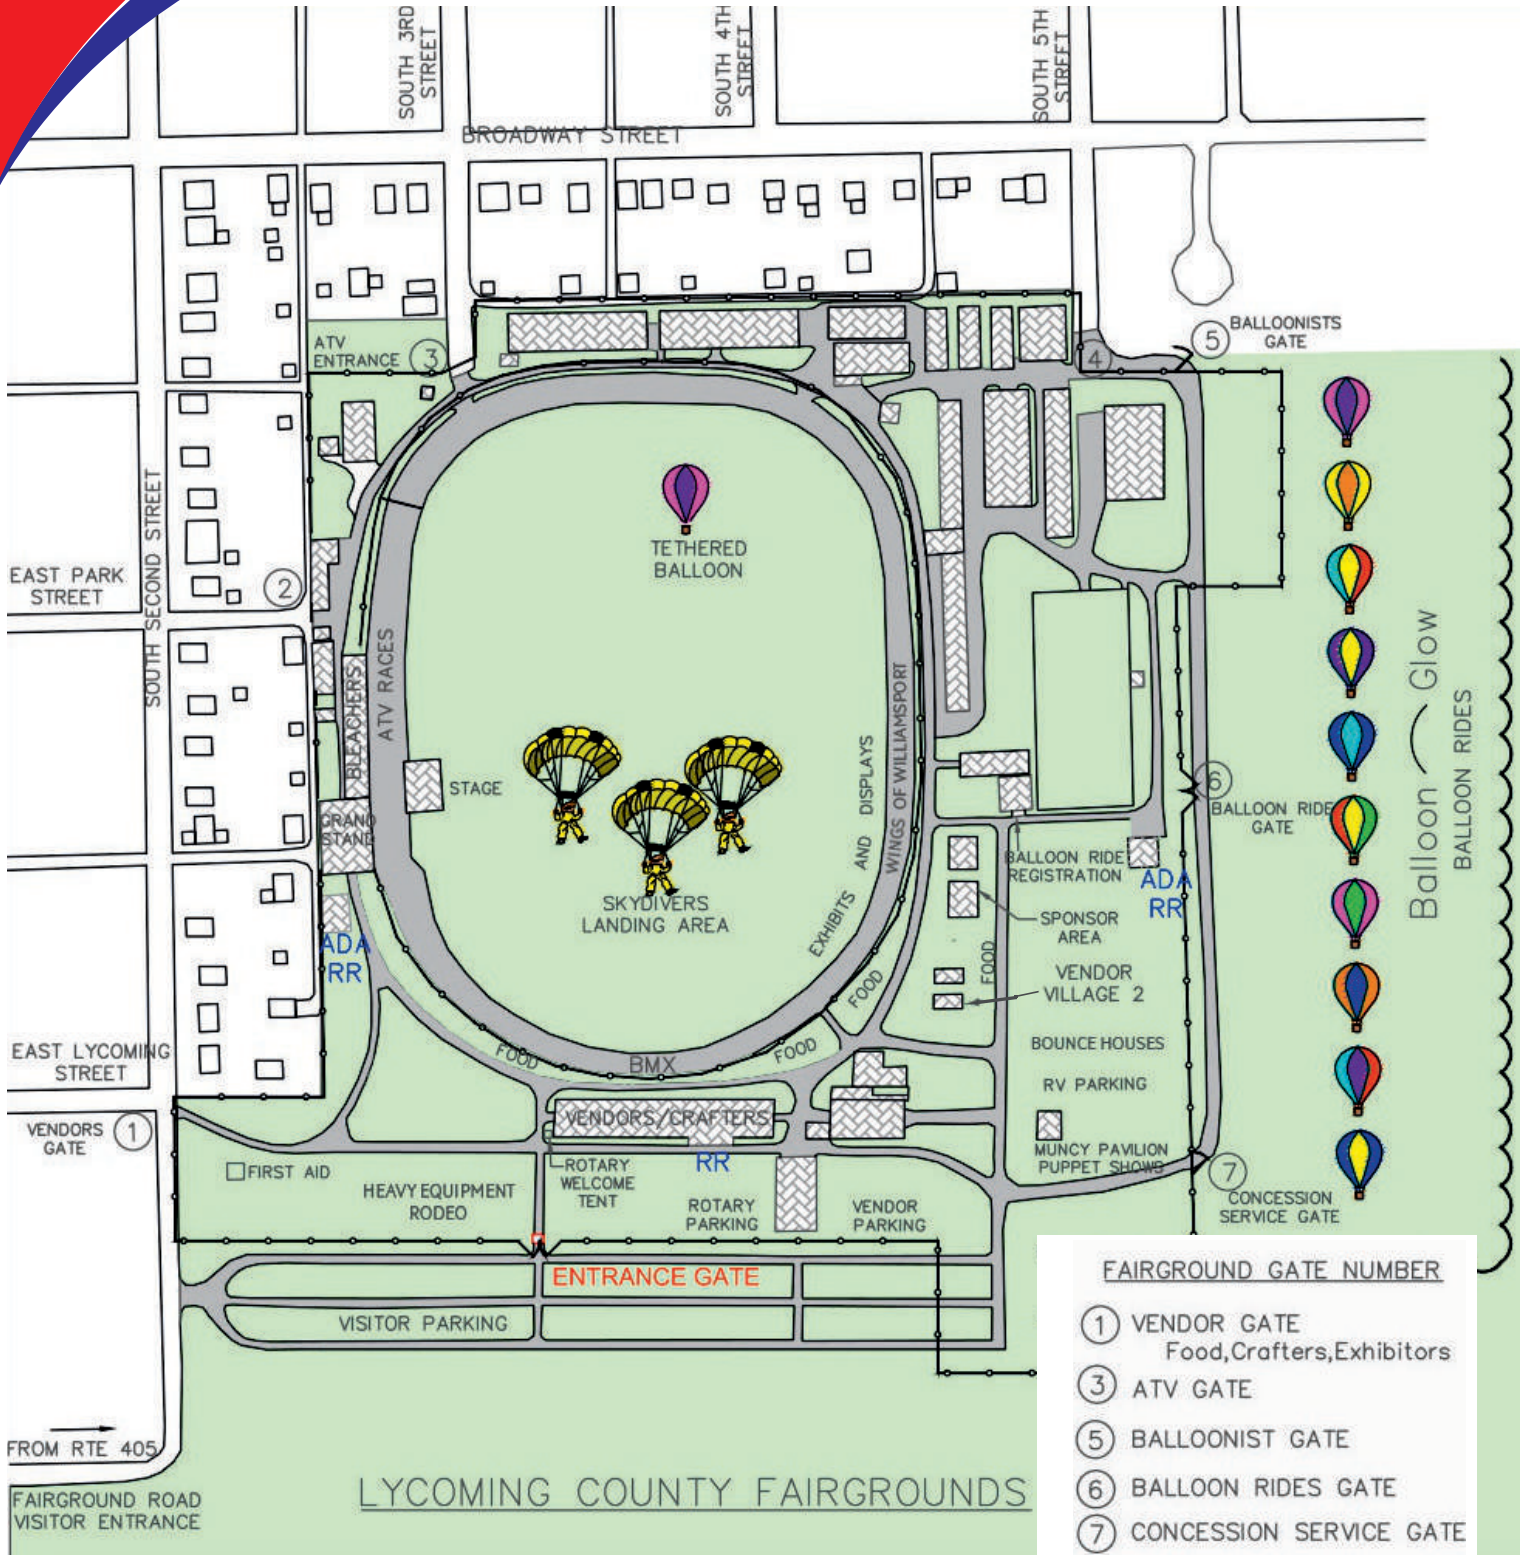 SOUTH 3RD
STREET
SOUTH 4TH
STREET
SOUTH 5TH
STREET
BROADWAY STREET
ATV
ENTRANCE
3
4
5
BALLOONISTS
GATE
SOUTH SECOND STREET
EAST PARK
STREET
2
TETHERED
BALLOON
BLEACHERS
ATV RACES
STAGE
GRAND
STAND
SKYDIVERS
LANDING AREA
EXHIBITS AND DISPLAYS
WINGS OF WILLIAMSPORT
6
BALLOON RIDE
GATE
Balloon Glow
BALLOON RIDES
BALLOON RIDE
REGISTRATION
ADA
RR
SPONSOR
AREA
FOOD
VENDOR
VILLAGE 2
ADA
RR
FOOD
BOUNCE HOUSES
RV PARKING
EAST LYCOMING
STREET
FOOD
BMX
FOOD
VENDORS
GATE
1
VENDORS/CRAFTERS
RR
MUNCY PAVILION
PUPPET SHOWS
7
CONCESSION
SERVICE GATE
FIRST AID
HEAVY EQUIPMENT
RODEO
ROTARY
WELCOME
TENT
ROTARY
PARKING
VENDOR
PARKING
ENTRANCE GATE
VISITOR PARKING
FROM RTE 405
FAIRGROUND ROAD
VISITOR ENTRANCE
LYCOMING COUNTY FAIRGROUNDS
FAIRGROUND GATE NUMBER
1 VENDOR GATE
Food,Crafters,Exhibitors
3 ATV GATE
5 BALLOONIST GATE
6 BALLOON RIDES GATE
7 CONCESSION SERVICE GATE